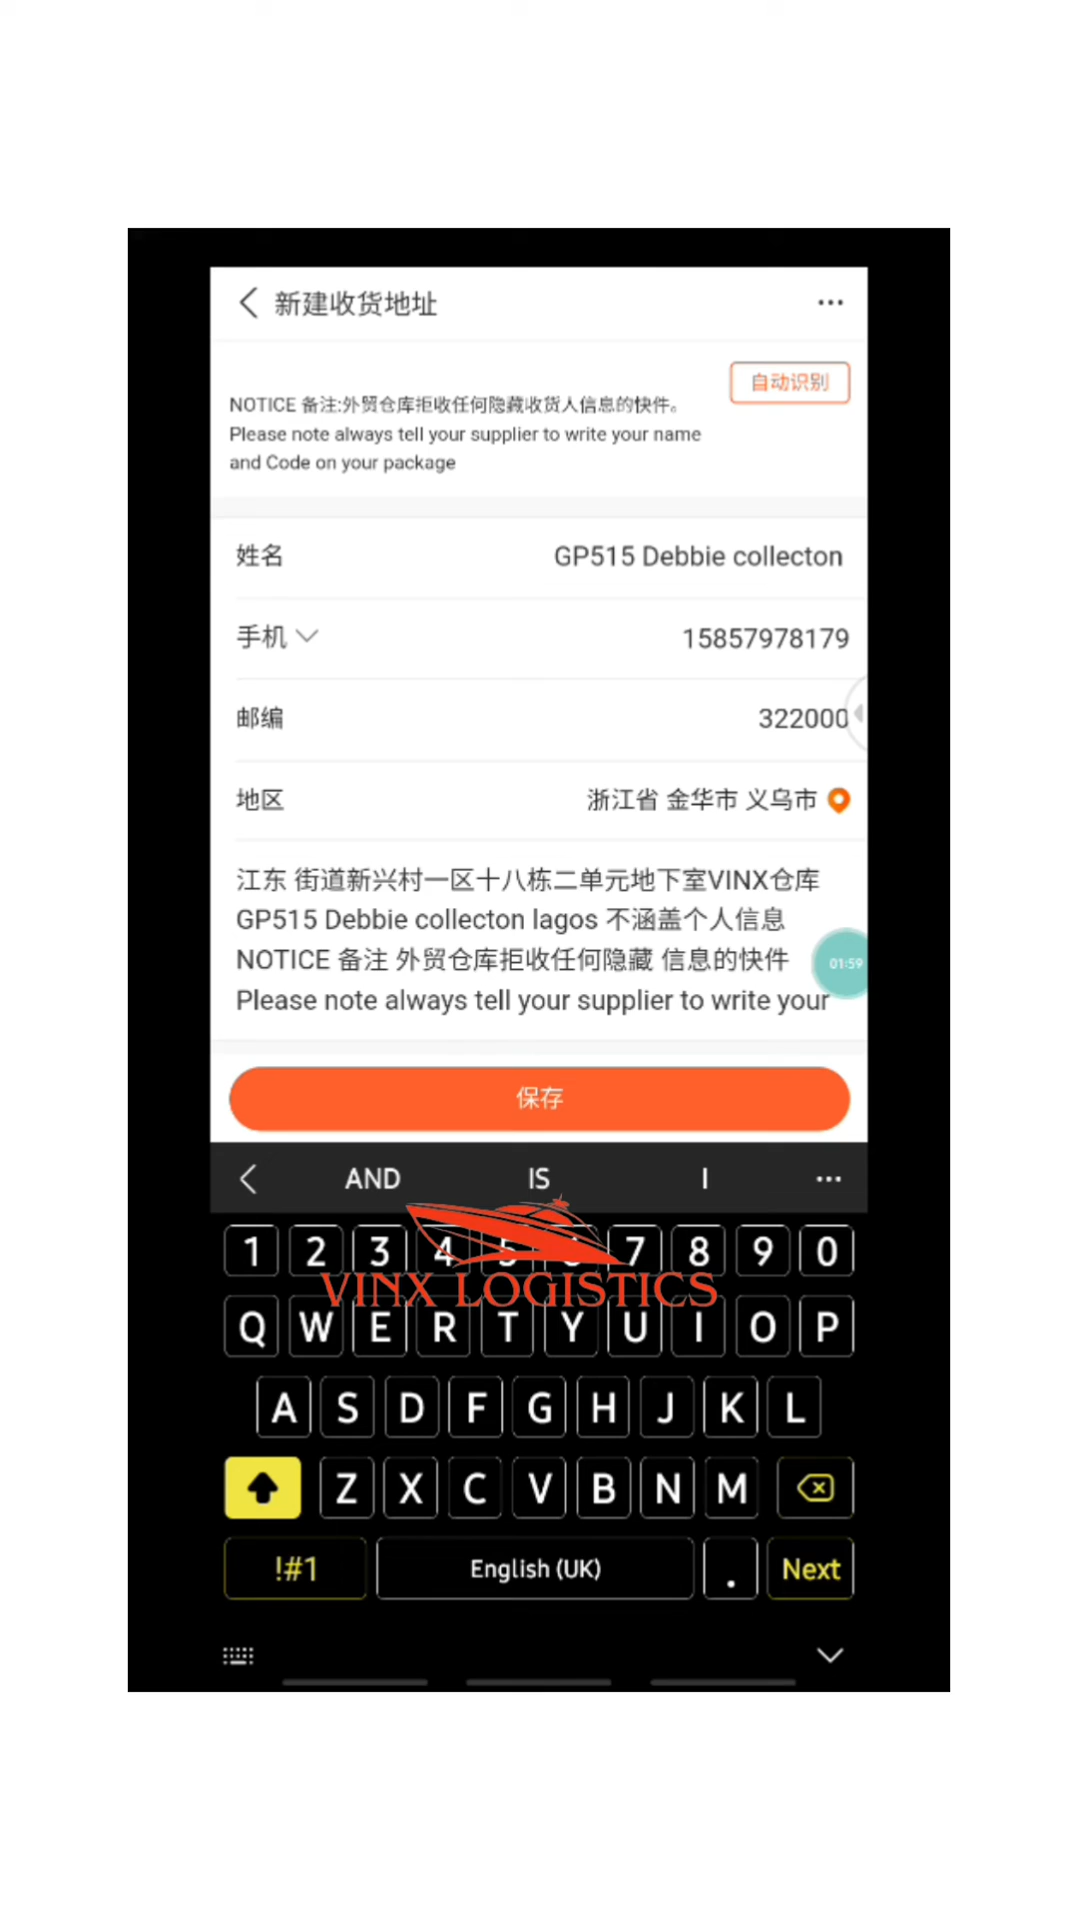 新建收货地址
自动识别
NOTICE 备注:外贸仓库拒收任何隐藏收货人信息的快件。
Please note always tell your supplier to write your name
and Code on your package
姓名 GP515 Debbie collecton
手机 15857978179
邮编 322000
地区 浙江省 金华市 义乌市
江东 街道新兴村一区十八栋二单元地下室VINX仓库
GP515 Debbie collecton lagos 不涵盖个人信息
NOTICE 备注 外贸仓库拒收任何隐藏 信息的快件
01:59
Please note always tell your supplier to write your
保存
AND IS I
1 2 3 4 5 6 7 8 9 0
VINX LOGISTICS
Q W E R T Y U I O P
A S D F G H J K L
Z X C V B N M
!#1 English (UK) . Next